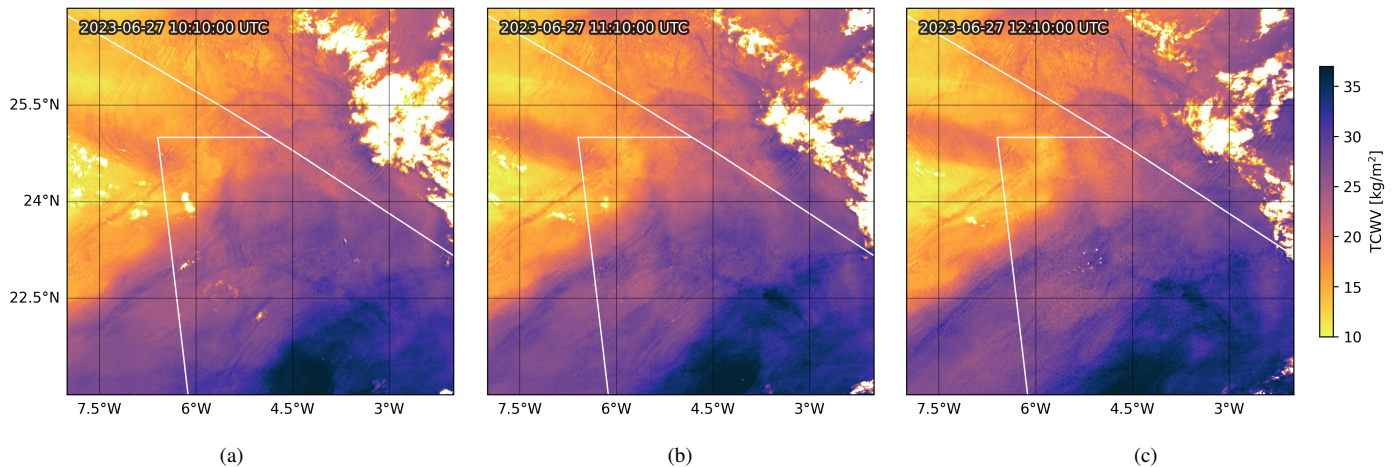 2023-06-27 10:10:00 UTC
2023-06-27 11:10:00 UTC
2023-06-27 12:10:00 UTC
25.5°N
24°N
22.5°N
7.5°W 6°W 4.5°W 3°W
7.5°W 6°W 4.5°W 3°W
7.5°W 6°W 4.5°W 3°W
35
30
25
20
15
10
TCWV [kg/m²]
(a)
(b)
(c)